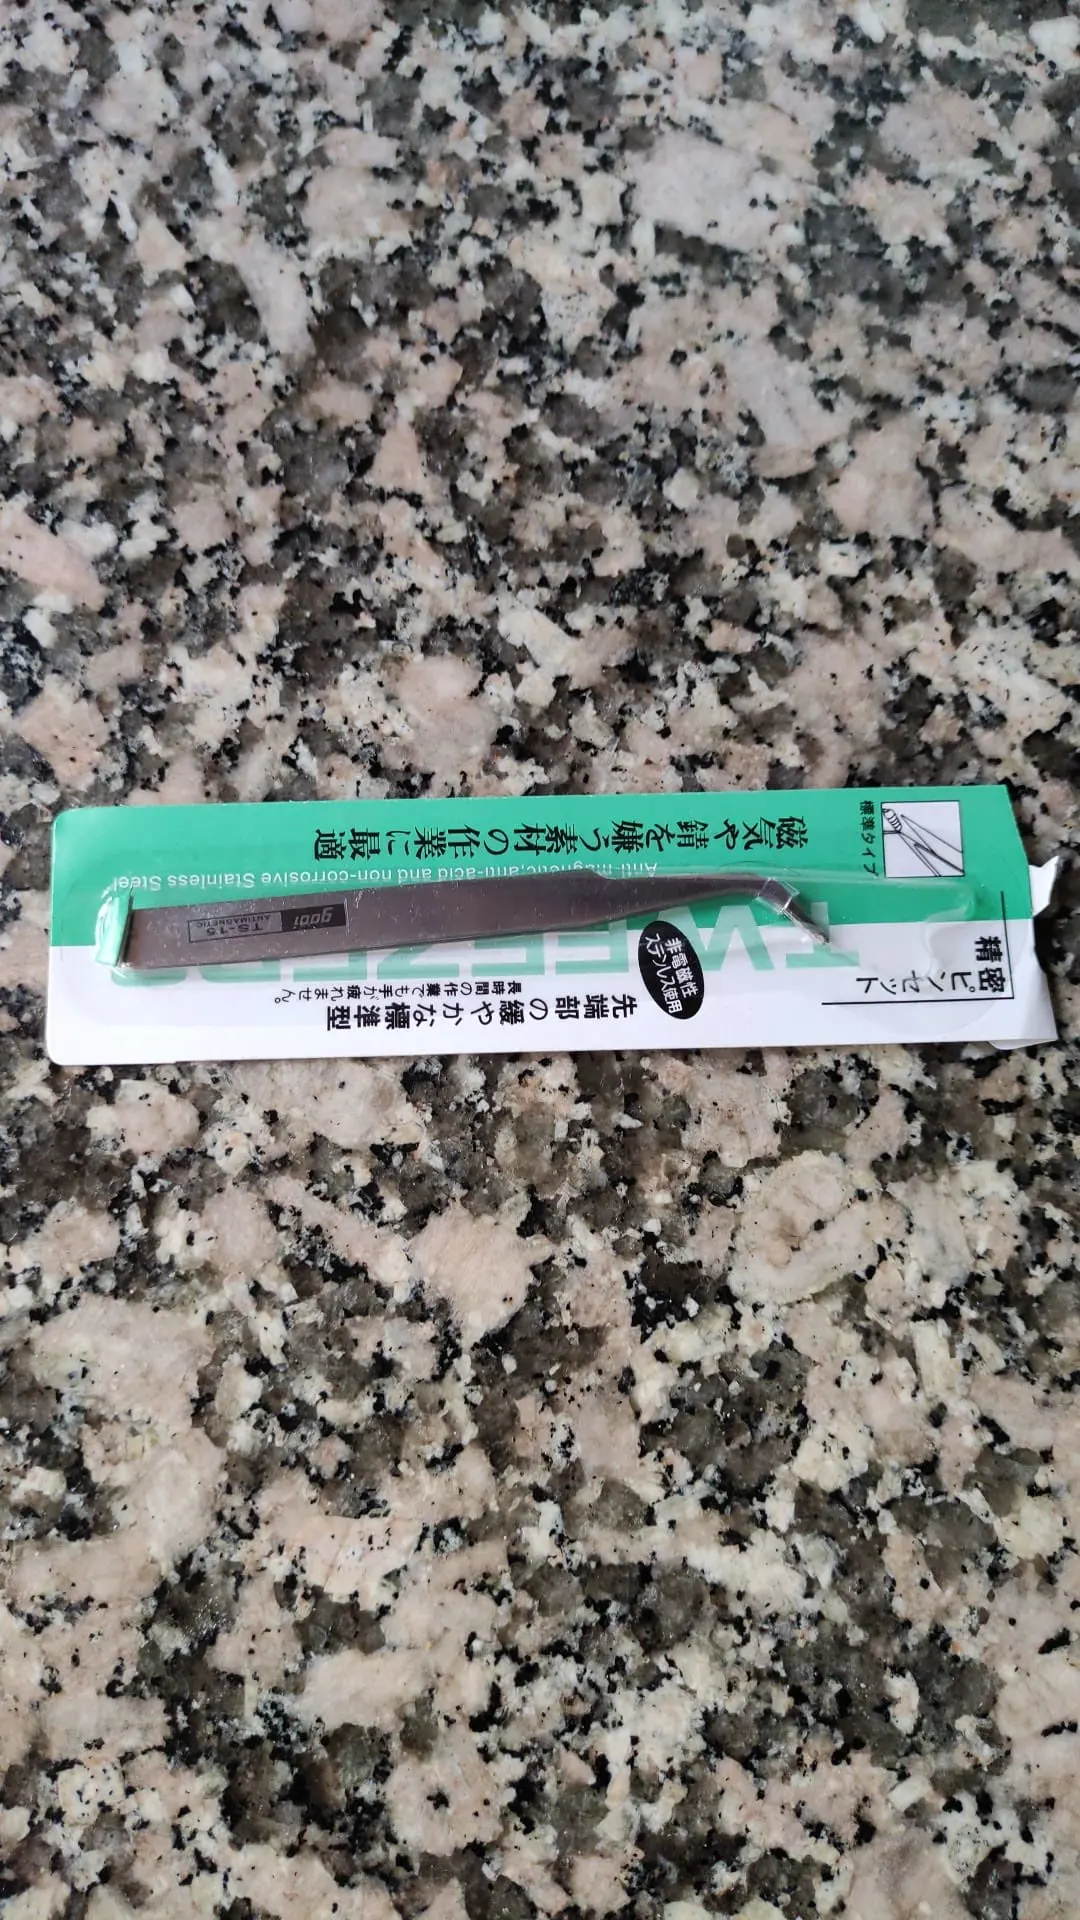 精密ピンセット
標準タイプ
先端部の緩やかな標準型
長時間の作業でも手が疲れません。
非電磁性
ステンレス使用
TWEEZERS
goot
TS-15
ANTIMAGNETIC
Anti-magnetic,anti-acid and non-corrosive Stainless Steel
磁気や錆を嫌う素材の作業に最適